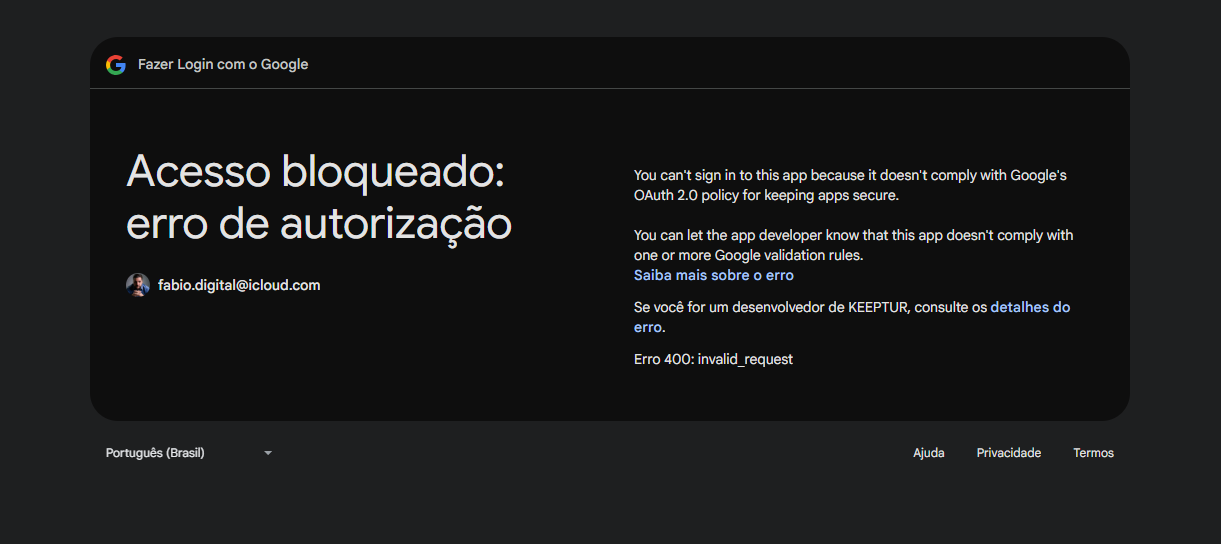 Fazer Login com o Google
Acesso bloqueado:
erro de autorização
fabio.digital@icloud.com
You can't sign in to this app because it doesn't comply with Google's
OAuth 2.0 policy for keeping apps secure.
You can let the app developer know that this app doesn't comply with
one or more Google validation rules.
Saiba mais sobre o erro
Se você for um desenvolvedor de KEEPTUR, consulte os detalhes do
erro.
Erro 400: invalid_request
Português (Brasil)
Ajuda
Privacidade
Termos